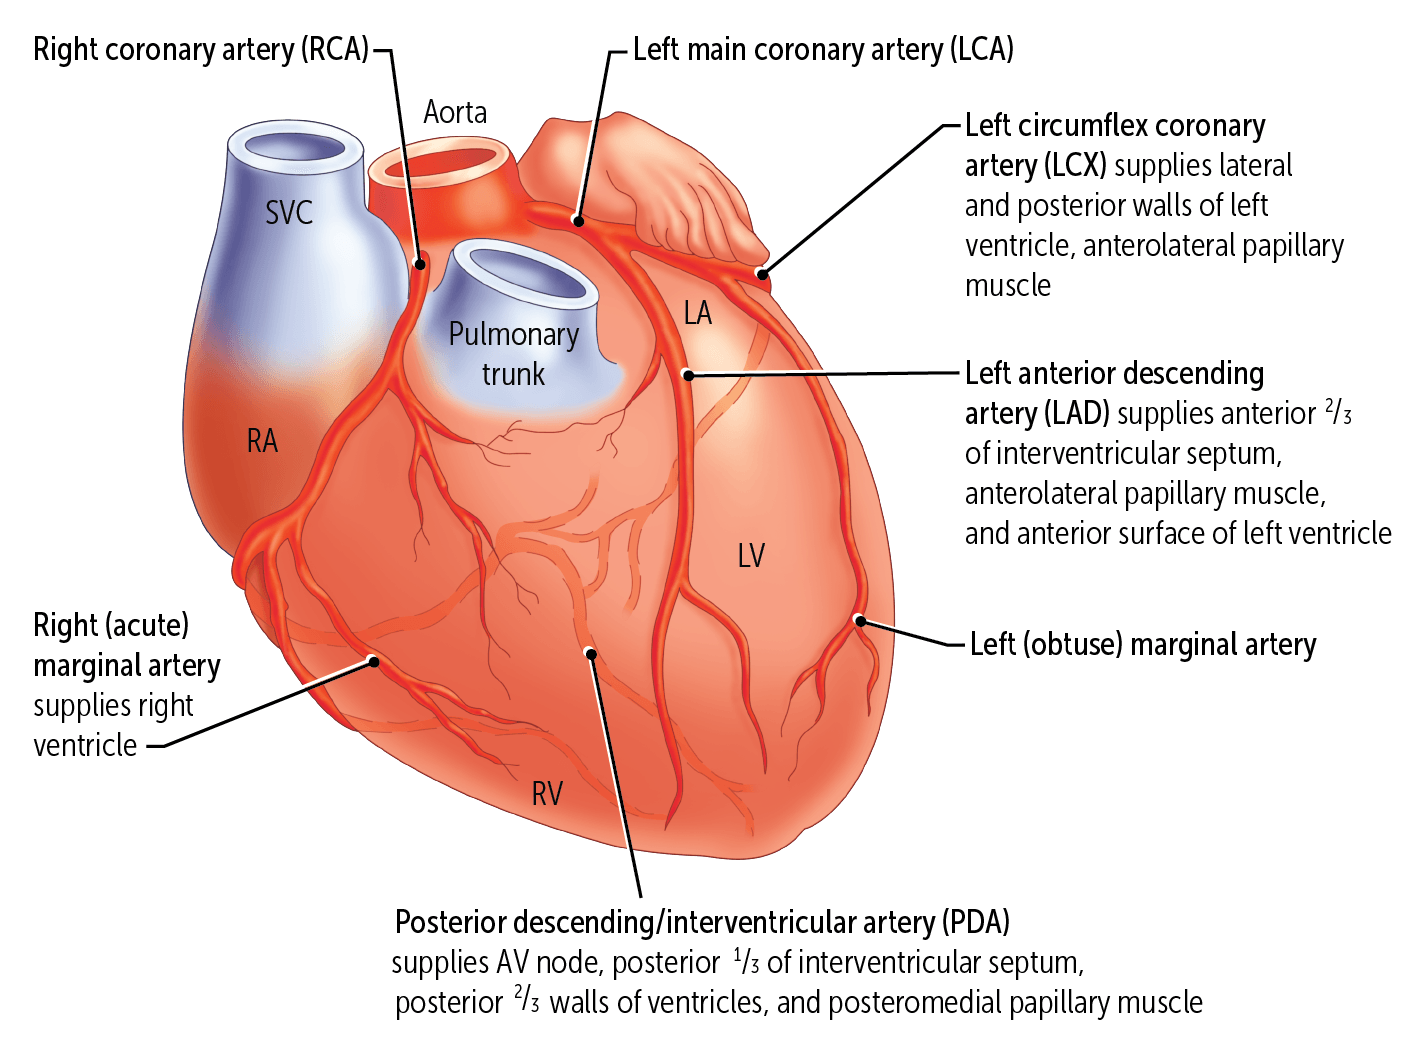 Right coronary artery (RCA)
Left main coronary artery (LCA)
Aorta
Left circumflex coronary
artery (LCX) supplies lateral
and posterior walls of left
ventricle, anterolateral papillary
muscle
SVC
LA
Pulmonary
trunk
Left anterior descending
artery (LAD) supplies anterior 2/3
of interventricular septum,
anterolateral papillary muscle,
and anterior surface of left ventricle
RA
LV
Right (acute)
marginal artery
supplies right
ventricle
Left (obtuse) marginal artery
RV
Posterior descending/interventricular artery (PDA)
supplies AV node, posterior 1/3 of interventricular septum,
posterior 2/3 walls of ventricles, and posteromedial papillary muscle